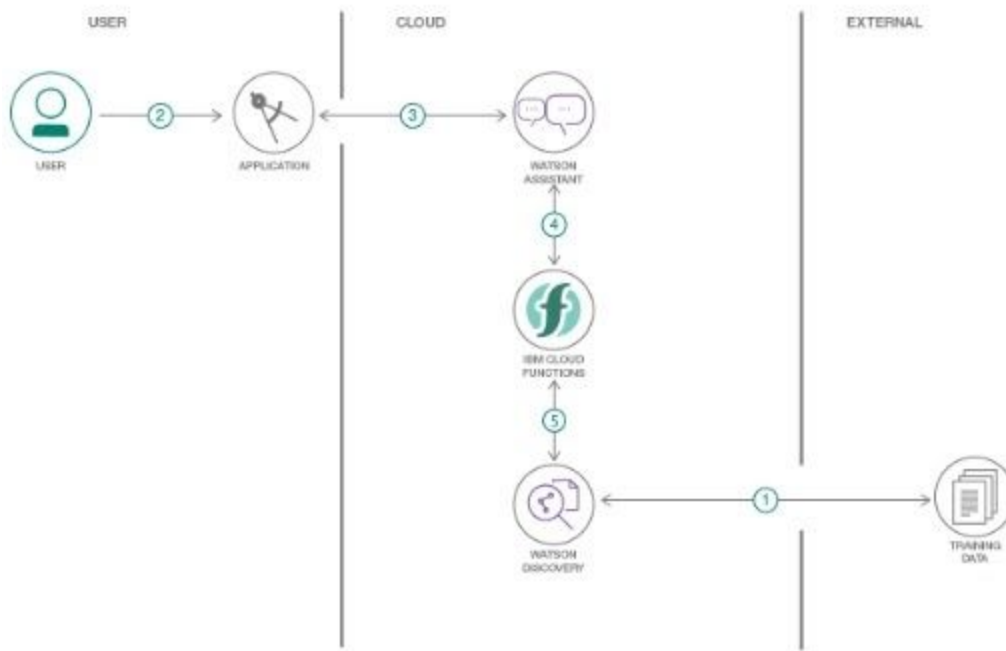 USER
CLOUD
EXTERNAL
2
3
USER
APPLICATION
WATSON
ASSISTANT
4
IBM CLOUD
FUNCTIONS
5
1
WATSON
DISCOVERY
TRAINING
DATA